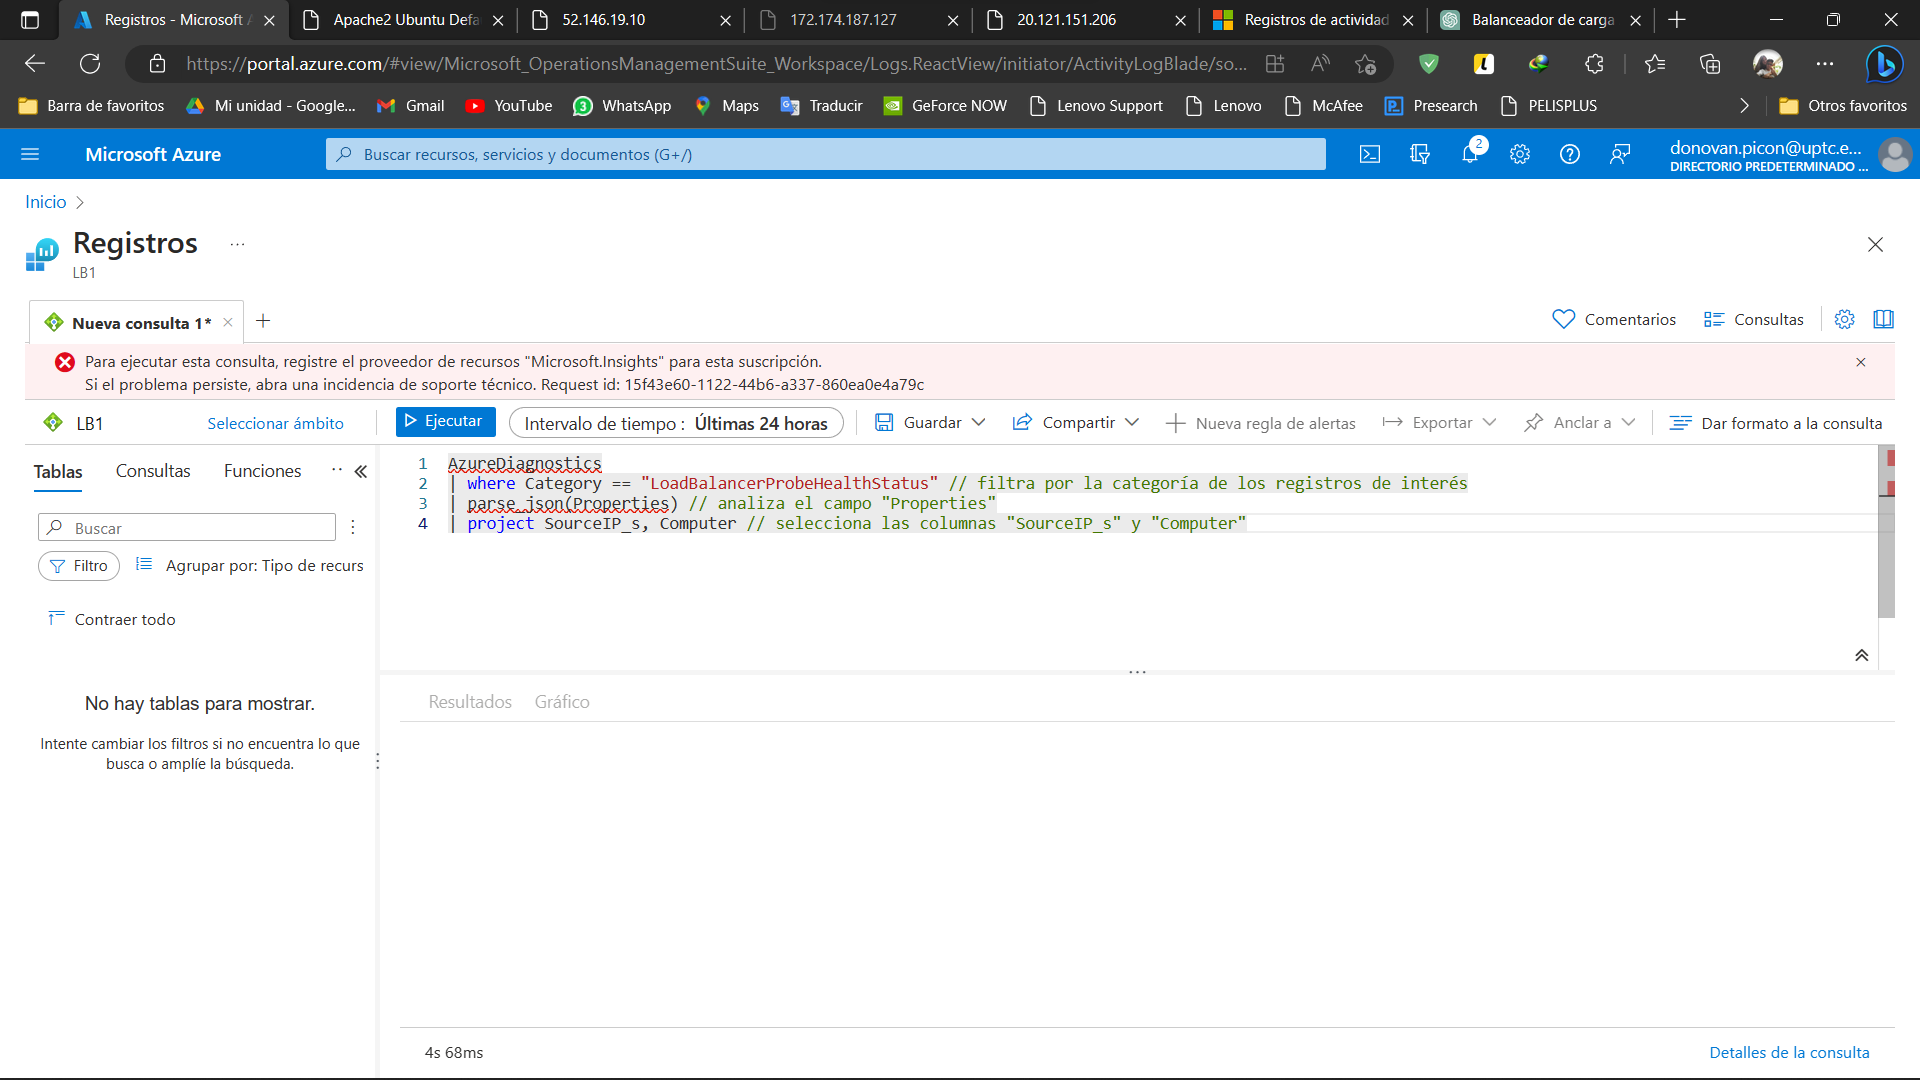 Registros - Microsoft A
Apache2 Ubuntu Defa
52.146.19.10
172.174.187.127
20.121.151.206
Registros de actividad
Balanceador de carga
https://portal.azure.com/#view/Microsoft_OperationsManagementSuite_Workspace/Logs.ReactView/initiator/ActivityLogBlade/so...
Barra de favoritos
Mi unidad - Google...
Gmail
YouTube
WhatsApp
Maps
Traducir
GeForce NOW
Lenovo Support
Lenovo
McAfee
Presearch
PELISPLUS
Otros favoritos
Microsoft Azure
Buscar recursos, servicios y documentos (G+/)
2
donovan.picon@uptc.e...
DIRECTORIO PREDETERMINADO ...
Inicio
Registros
LB1
Nueva consulta 1*
Comentarios
Consultas
Para ejecutar esta consulta, registre el proveedor de recursos "Microsoft.Insights" para esta suscripción.
Si el problema persiste, abra una incidencia de soporte técnico. Request id: 15f43e60-1122-44b6-a337-860ea0e4a79c
LB1
Seleccionar ámbito
Ejecutar
Intervalo de tiempo : Últimas 24 horas
Guardar
Compartir
Nueva regla de alertas
Exportar
Anclar a
Dar formato a la consulta
Tablas
Consultas
Funciones
Buscar
Filtro
Agrupar por: Tipo de recurs
Contraer todo
No hay tablas para mostrar.
Intente cambiar los filtros si no encuentra lo que
busca o amplíe la búsqueda.
1 AzureDiagnostics
2 | where Category == "LoadBalancerProbeHealthStatus" // filtra por la categoría de los registros de interés
3 | parse_json(Properties) // analiza el campo "Properties"
4 | project SourceIP_s, Computer // selecciona las columnas "SourceIP_s" y "Computer"
Resultados
Gráfico
4s 68ms
Detalles de la consulta